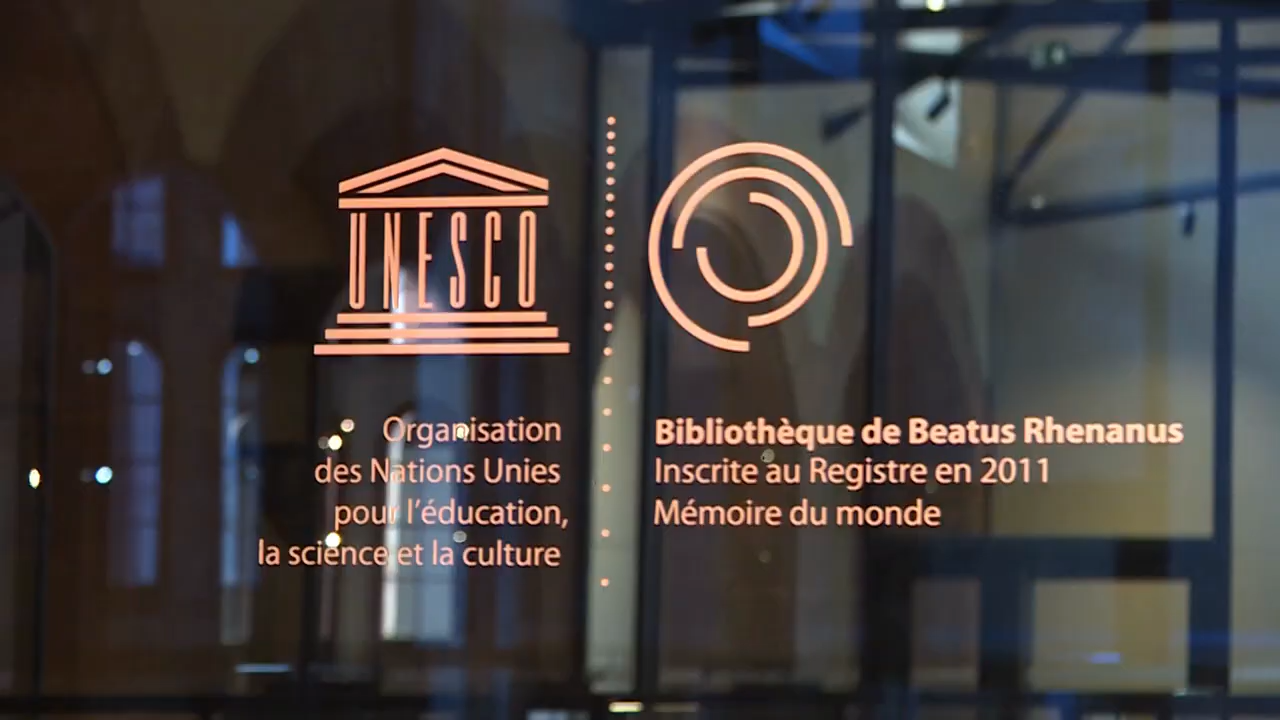 UNESCO
Organisation
des Nations Unies
pour l'éducation,
la science et la culture
Bibliothèque de Beatus Rhenanus
Inscrite au Registre en 2011
Mémoire du monde